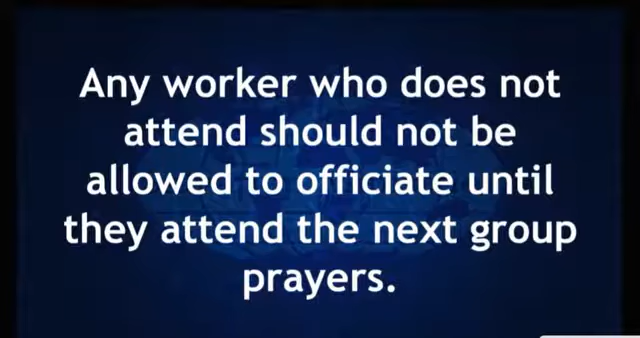 Any worker who does not
attend should not be
allowed to officiate until
they attend the next group
prayers.